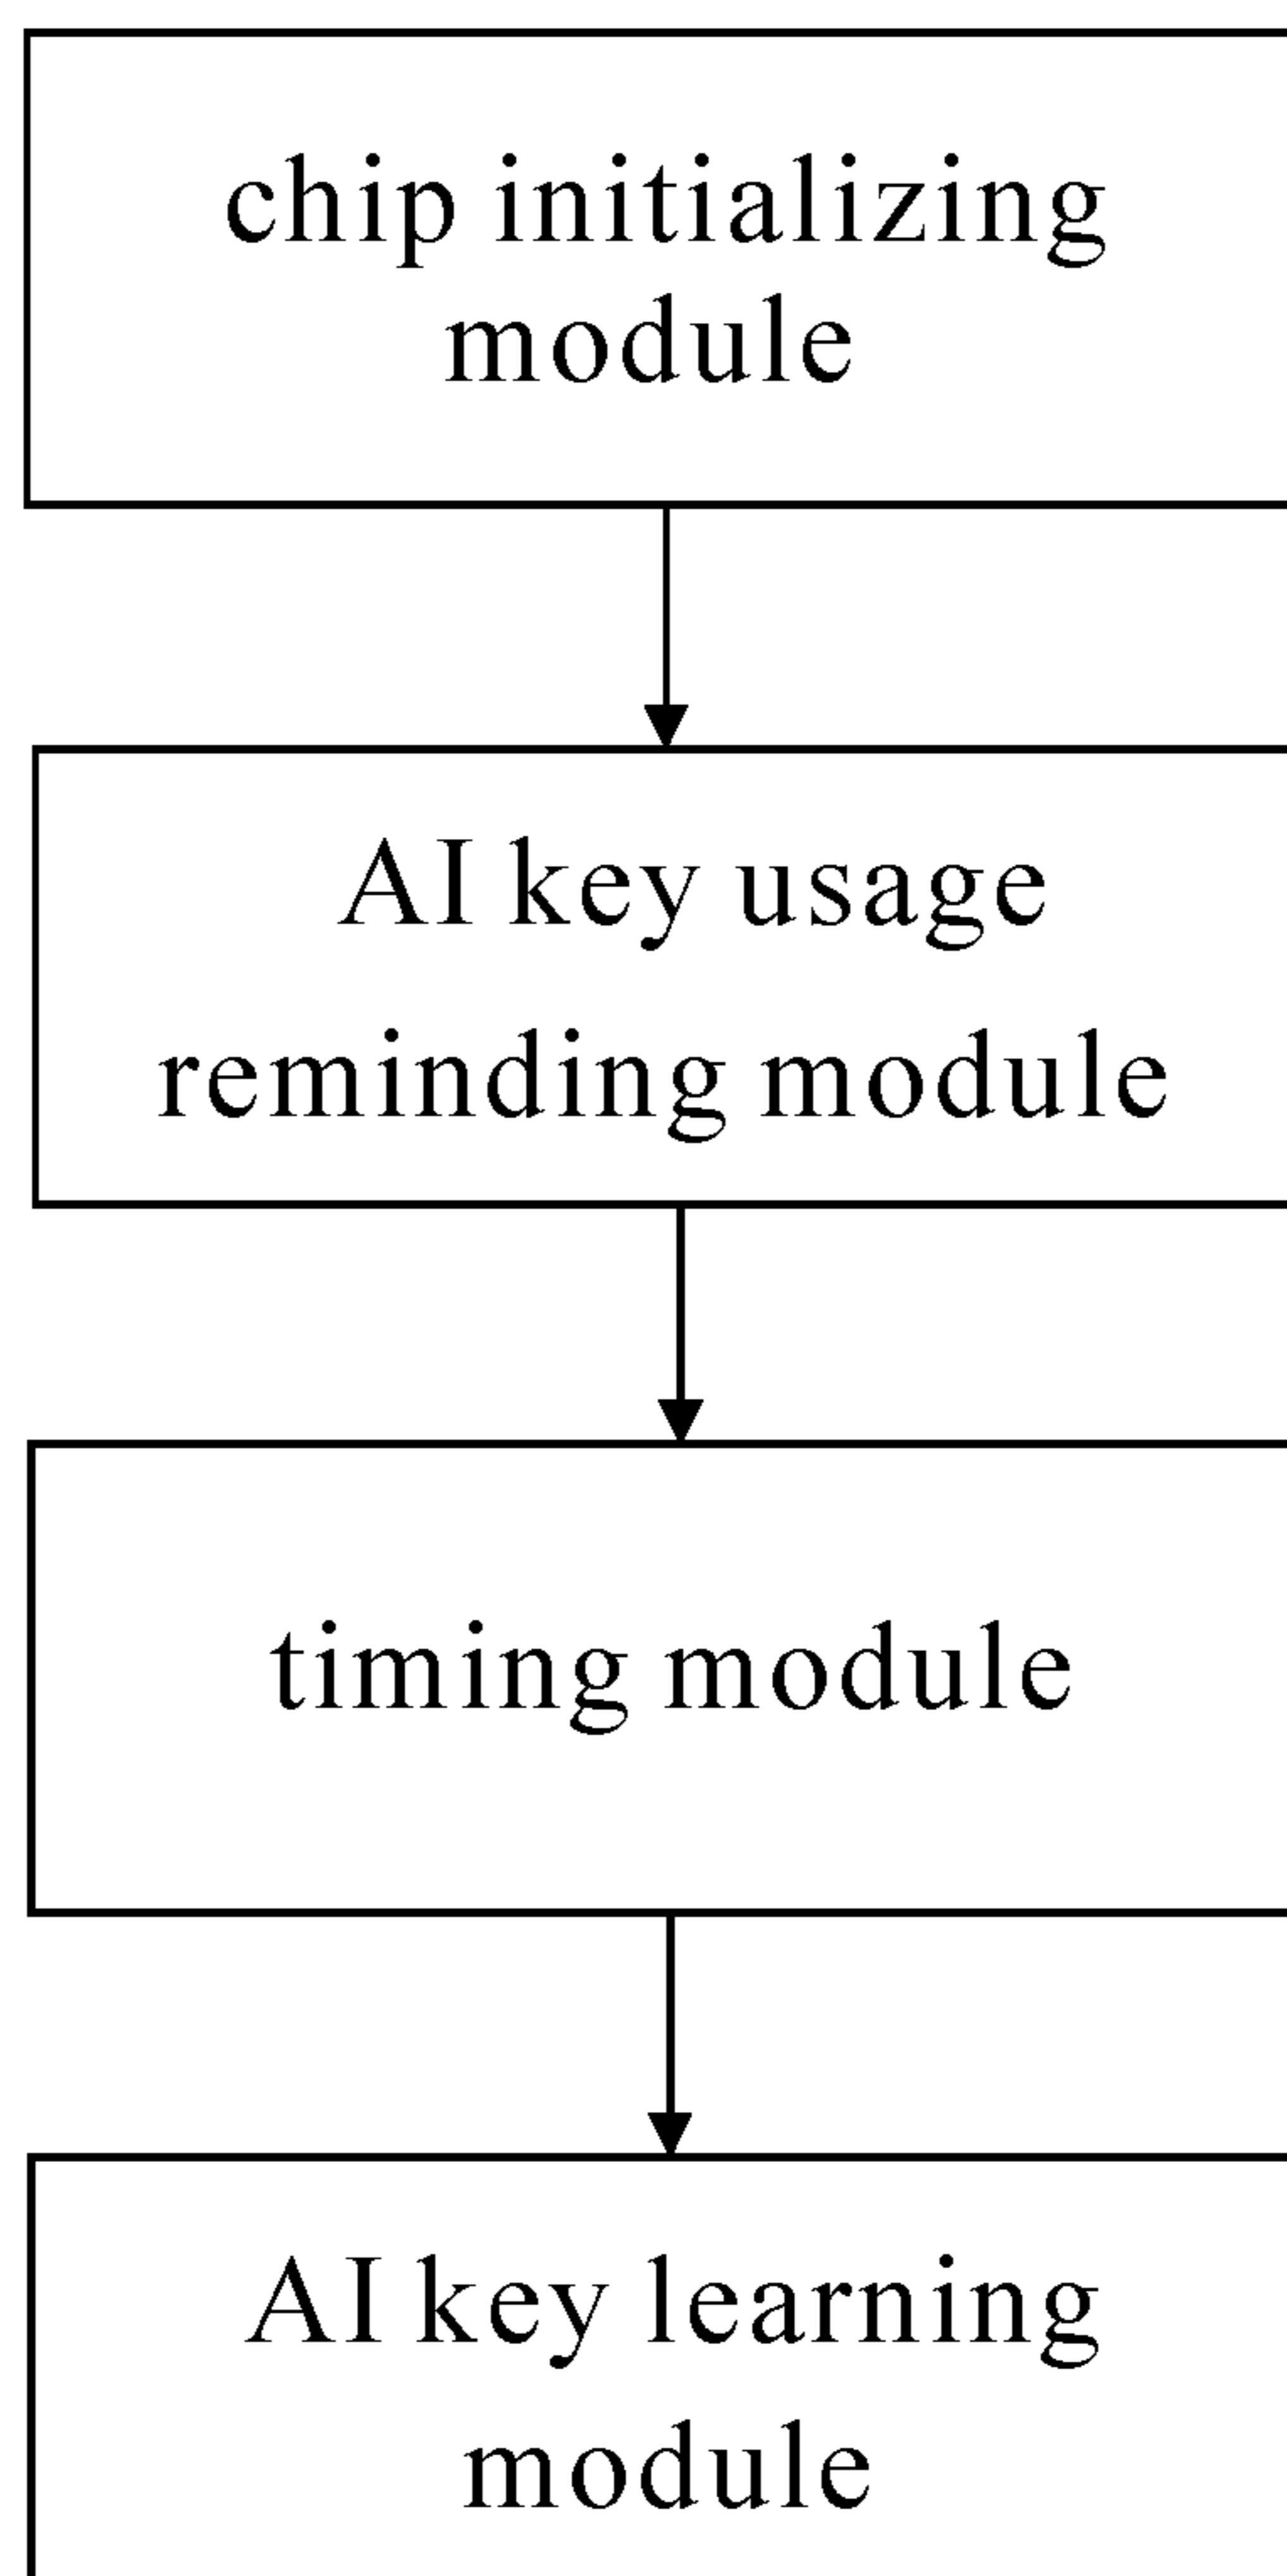 chip initializing
module
AI key usage
reminding module
timing module
AI key learning
module